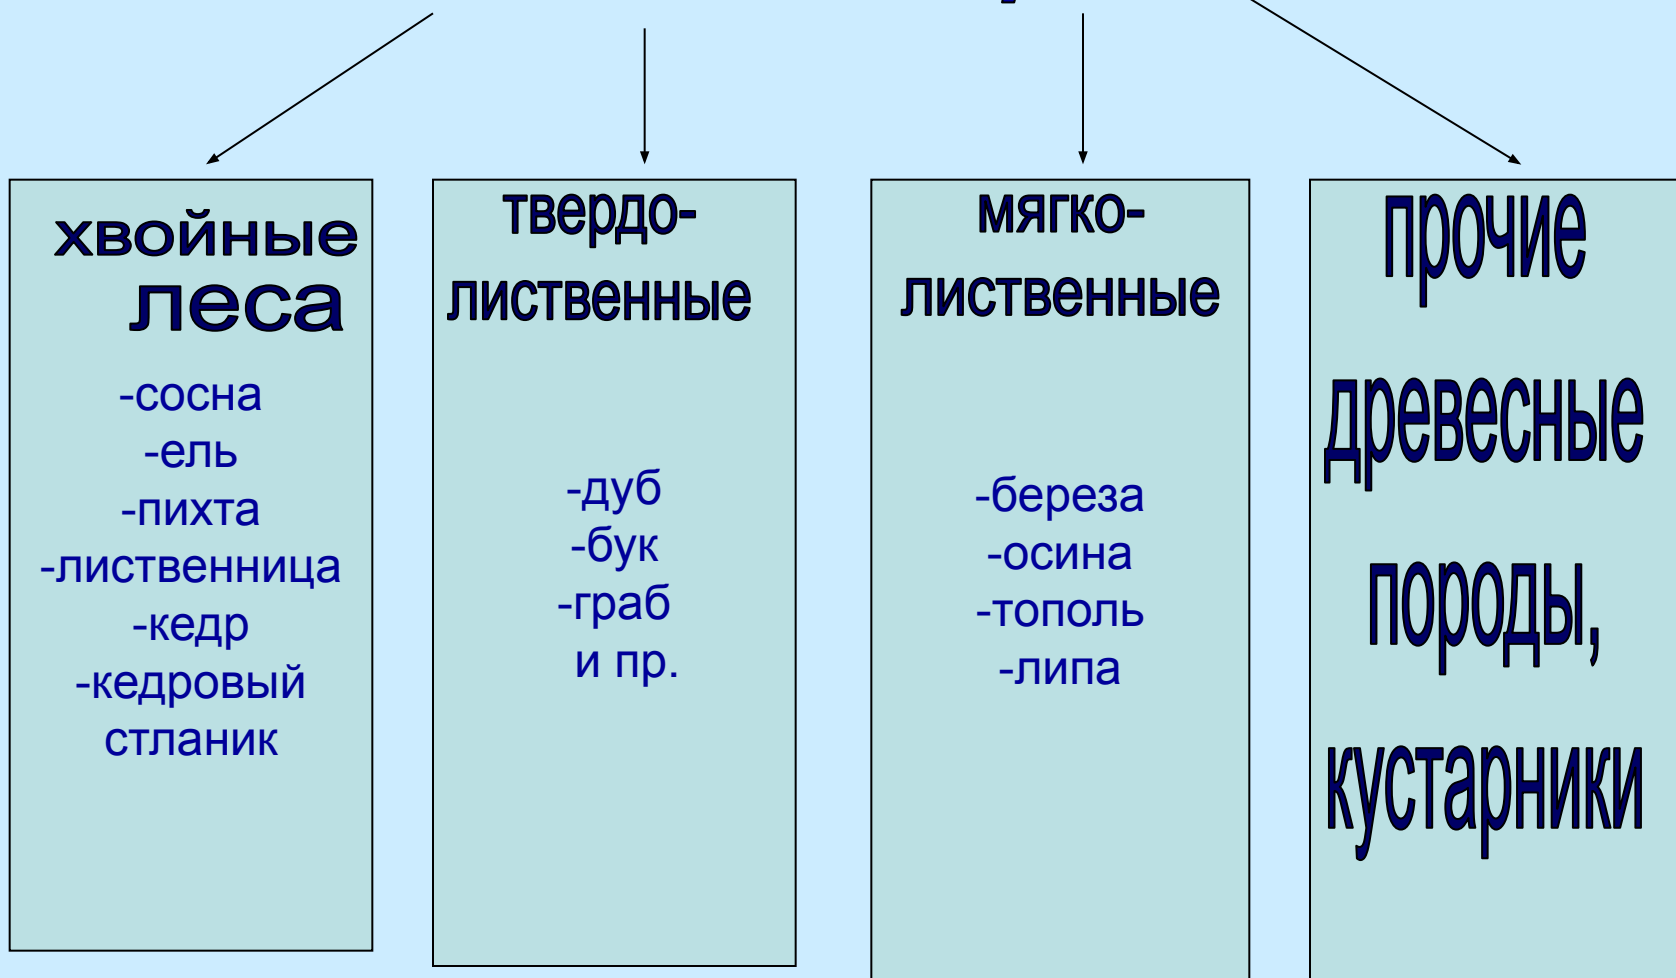 хвойные
леса
-сосна
-ель
-пихта
-лиственница
-кедр
-кедровый
стланик
твердо-
лиственные
-дуб
-бук
-граб
и пр.
мягко-
лиственные
-береза
-осина
-тополь
-липа
прочие
древесные
породы,
кустарники